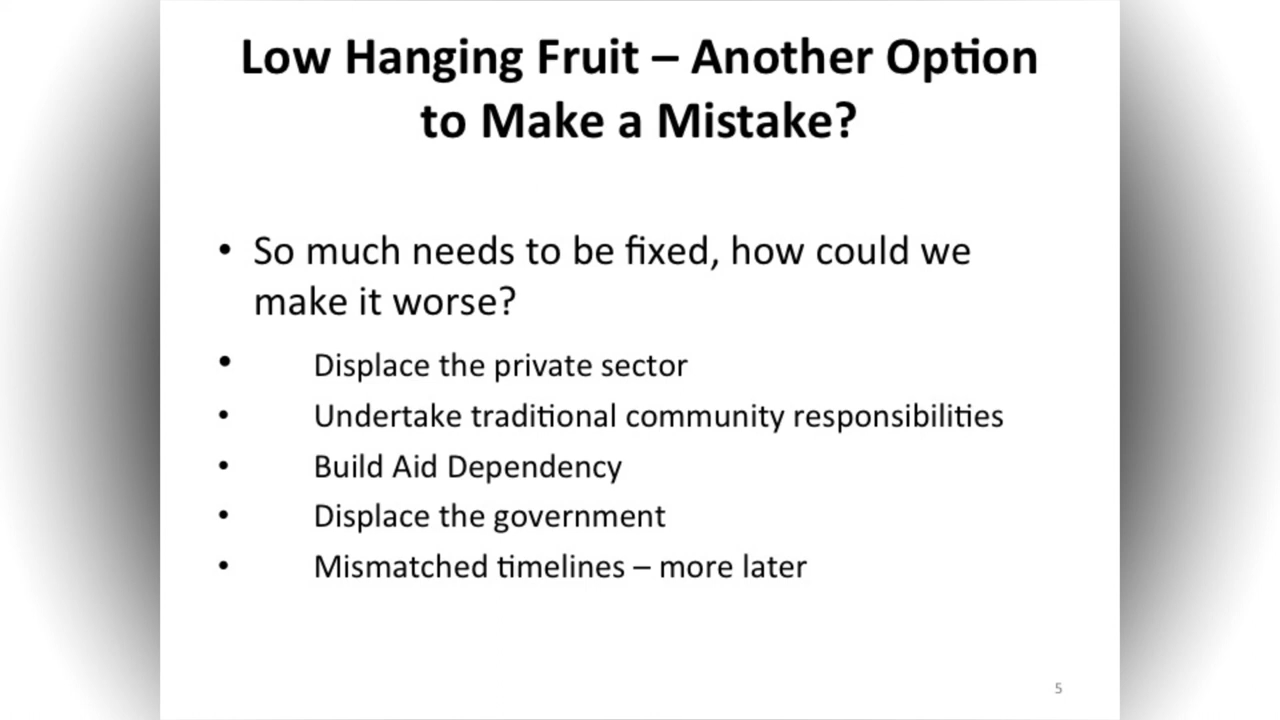 Low Hanging Fruit – Another Option
to Make a Mistake?
• So much needs to be fixed, how could we
make it worse?
• Displace the private sector
• Undertake traditional community responsibilities
• Build Aid Dependency
• Displace the government
• Mismatched timelines – more later
5